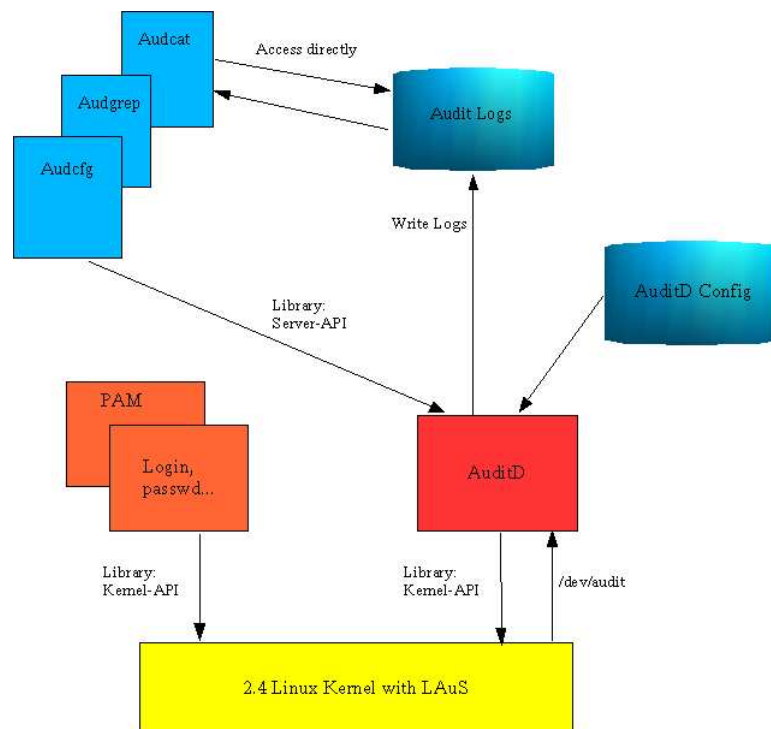 Audcat
Access directly
Audgrep
Audit Logs
Audcfg
Write Logs
AuditD Config
Library:
Server-API
PAM
Login,
passwd...
AuditD
Library:
Kernel-API
Library:
Kernel-API
/dev/audit
2.4 Linux Kernel with LAuS